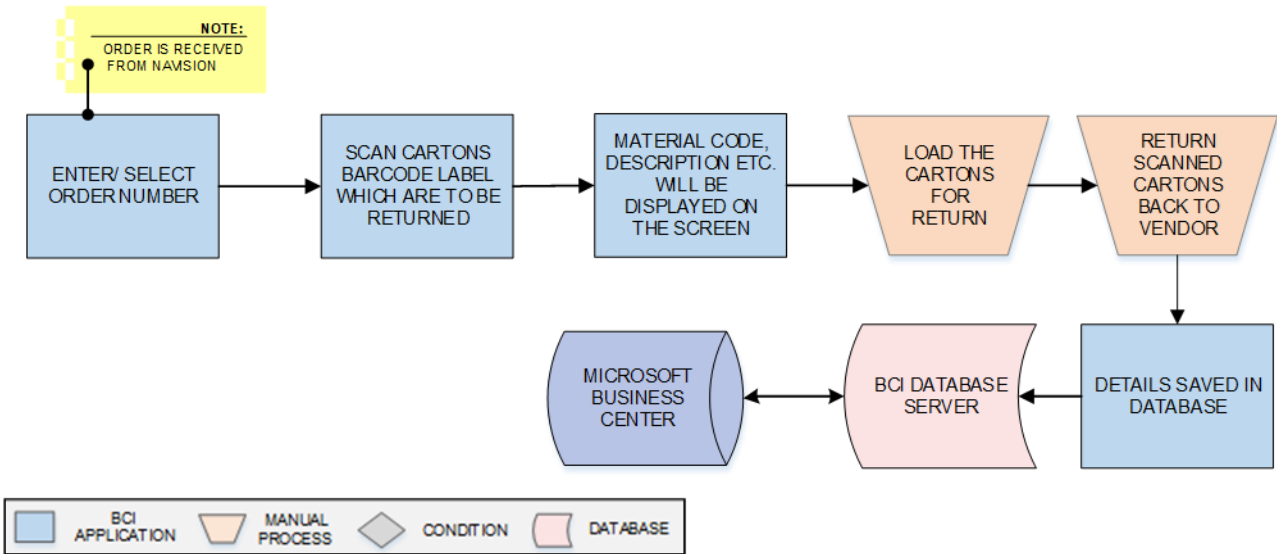 NOTE:
ORDER IS RECEIVED
FROM NAVISION
ENTER/ SELECT
ORDER NUMBER
SCAN CARTONS
BARCODE LABEL
WHICH ARE TO BE
RETURNED
MATERIAL CODE,
DESCRIPTION ETC.
WILL BE
DISPLAYED ON
THE SCREEN
LOAD THE
CARTONS
FOR
RETURN
RETURN
SCANNED
CARTONS
BACK TO
VENDOR
MICROSOFT
BUSINESS
CENTER
BCI DATABASE
SERVER
DETAILS SAVED IN
DATABASE
BCI
APPLICATION
MANUAL
PROCESS
CONDITION
DATABASE